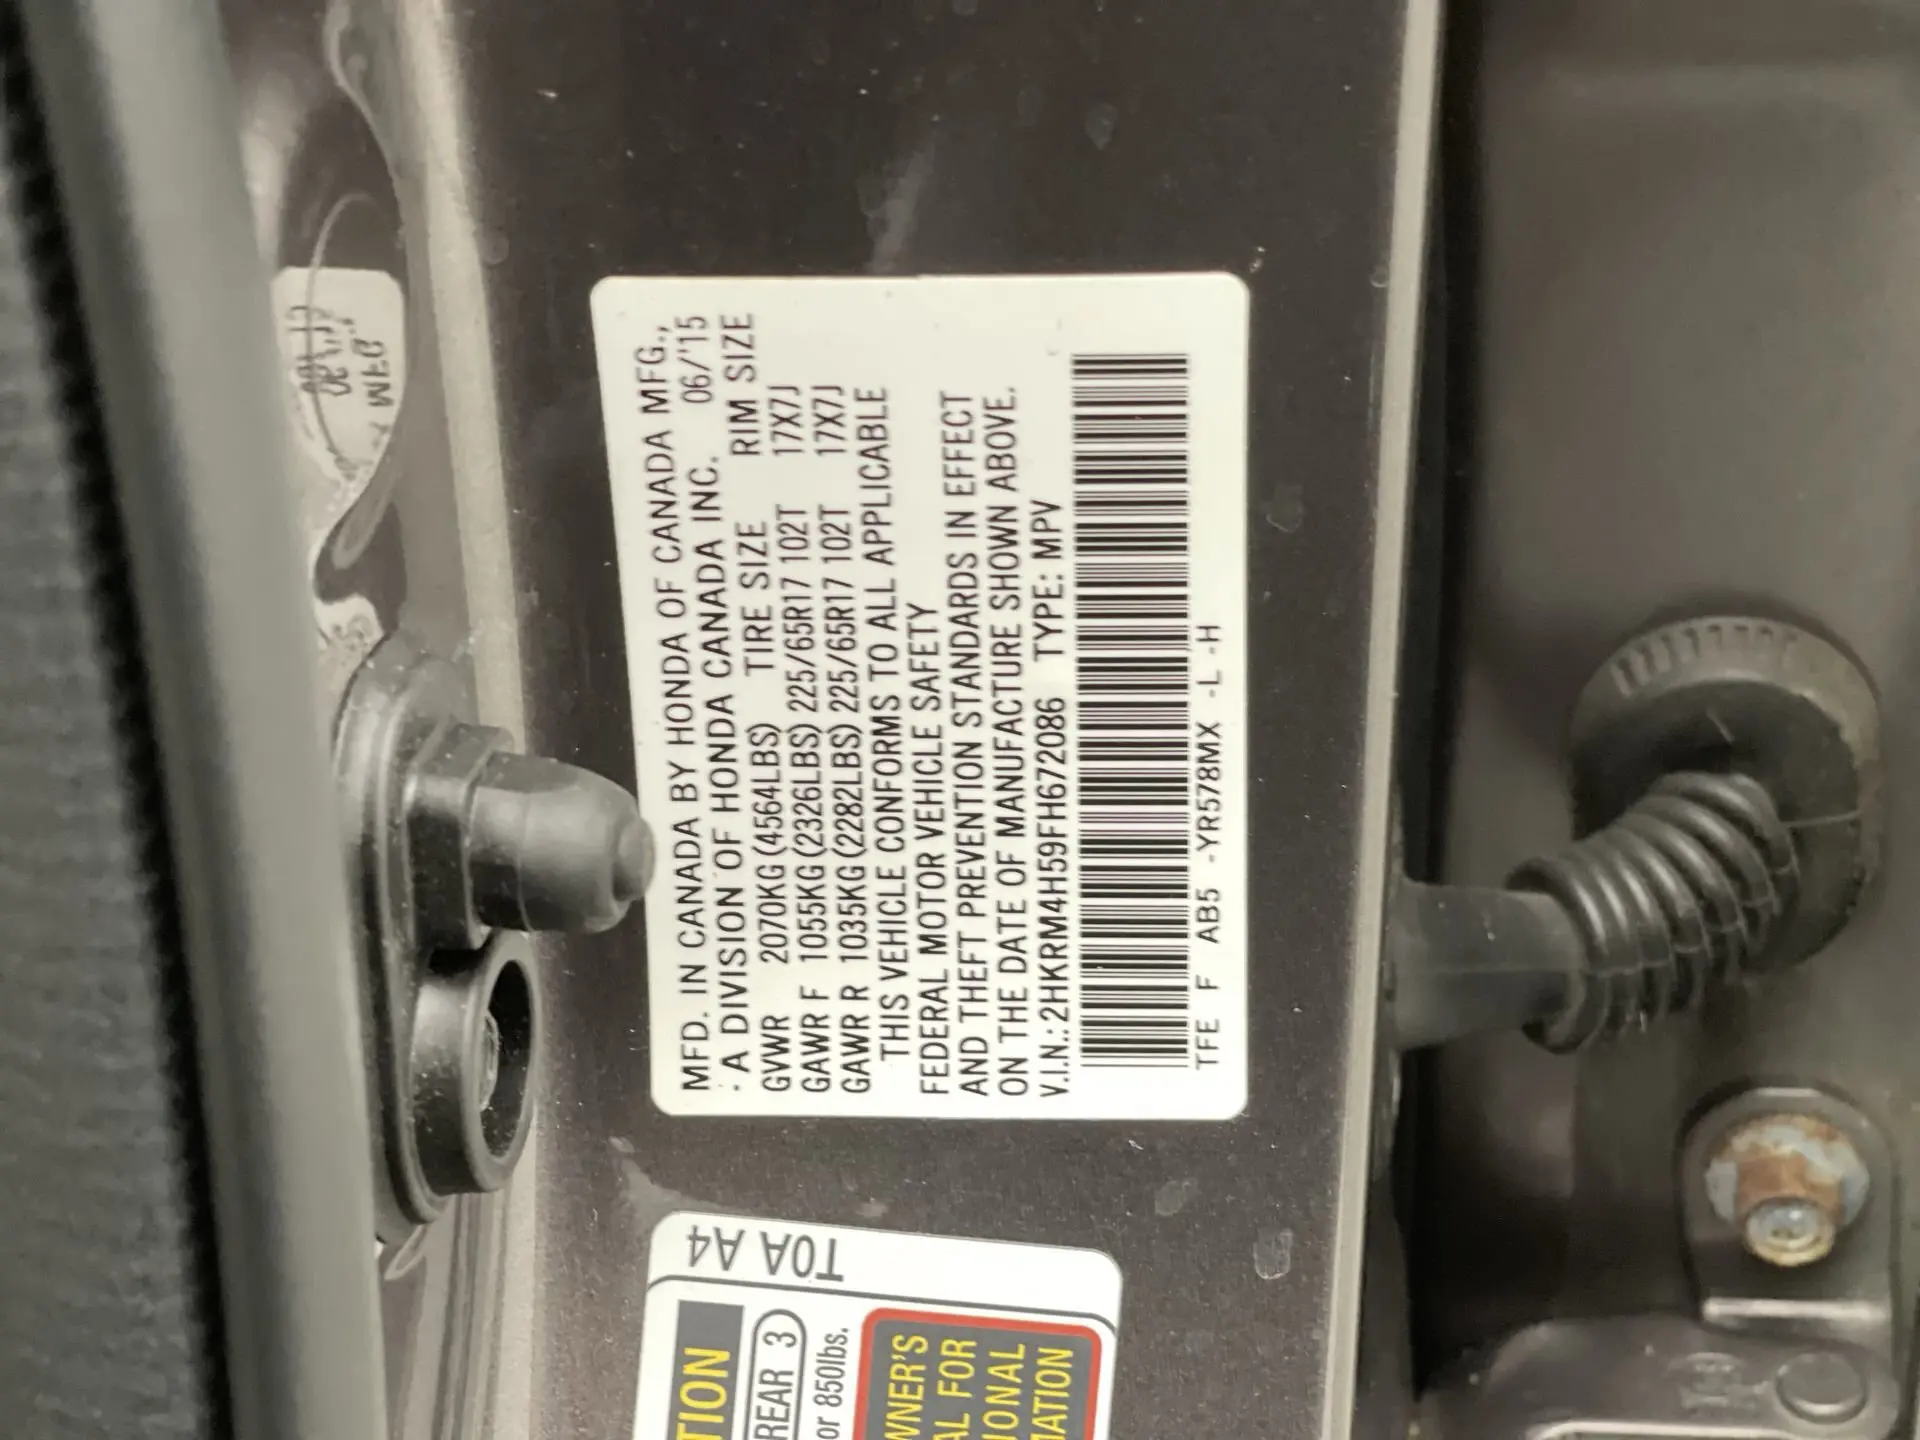 MFD. IN CANADA BY HONDA OF CANADA MFG.,
A DIVISION OF HONDA CANADA INC. 06/'15
GVWR 2070KG(4564LBS) TIRE SIZE RIM SIZE
GAWR F 1055KG(2326LBS) 225/65R17 102T 17X7J
GAWR R 1035KG(2282LBS) 225/65R17 102T 17X7J
THIS VEHICLE CONFORMS TO ALL APPLICABLE
FEDERAL MOTOR VEHICLE SAFETY
AND THEFT PREVENTION STANDARDS IN EFFECT
ON THE DATE OF MANUFACTURE SHOWN ABOVE.
V.I.N.:2HKRM4H59FH672086 TYPE: MPV
TFE F AB5 -YR578MX -L -H
T0A A4
TION
REAR 3
or 850lbs.
WNER'S
AL FOR
IONAL
MATION